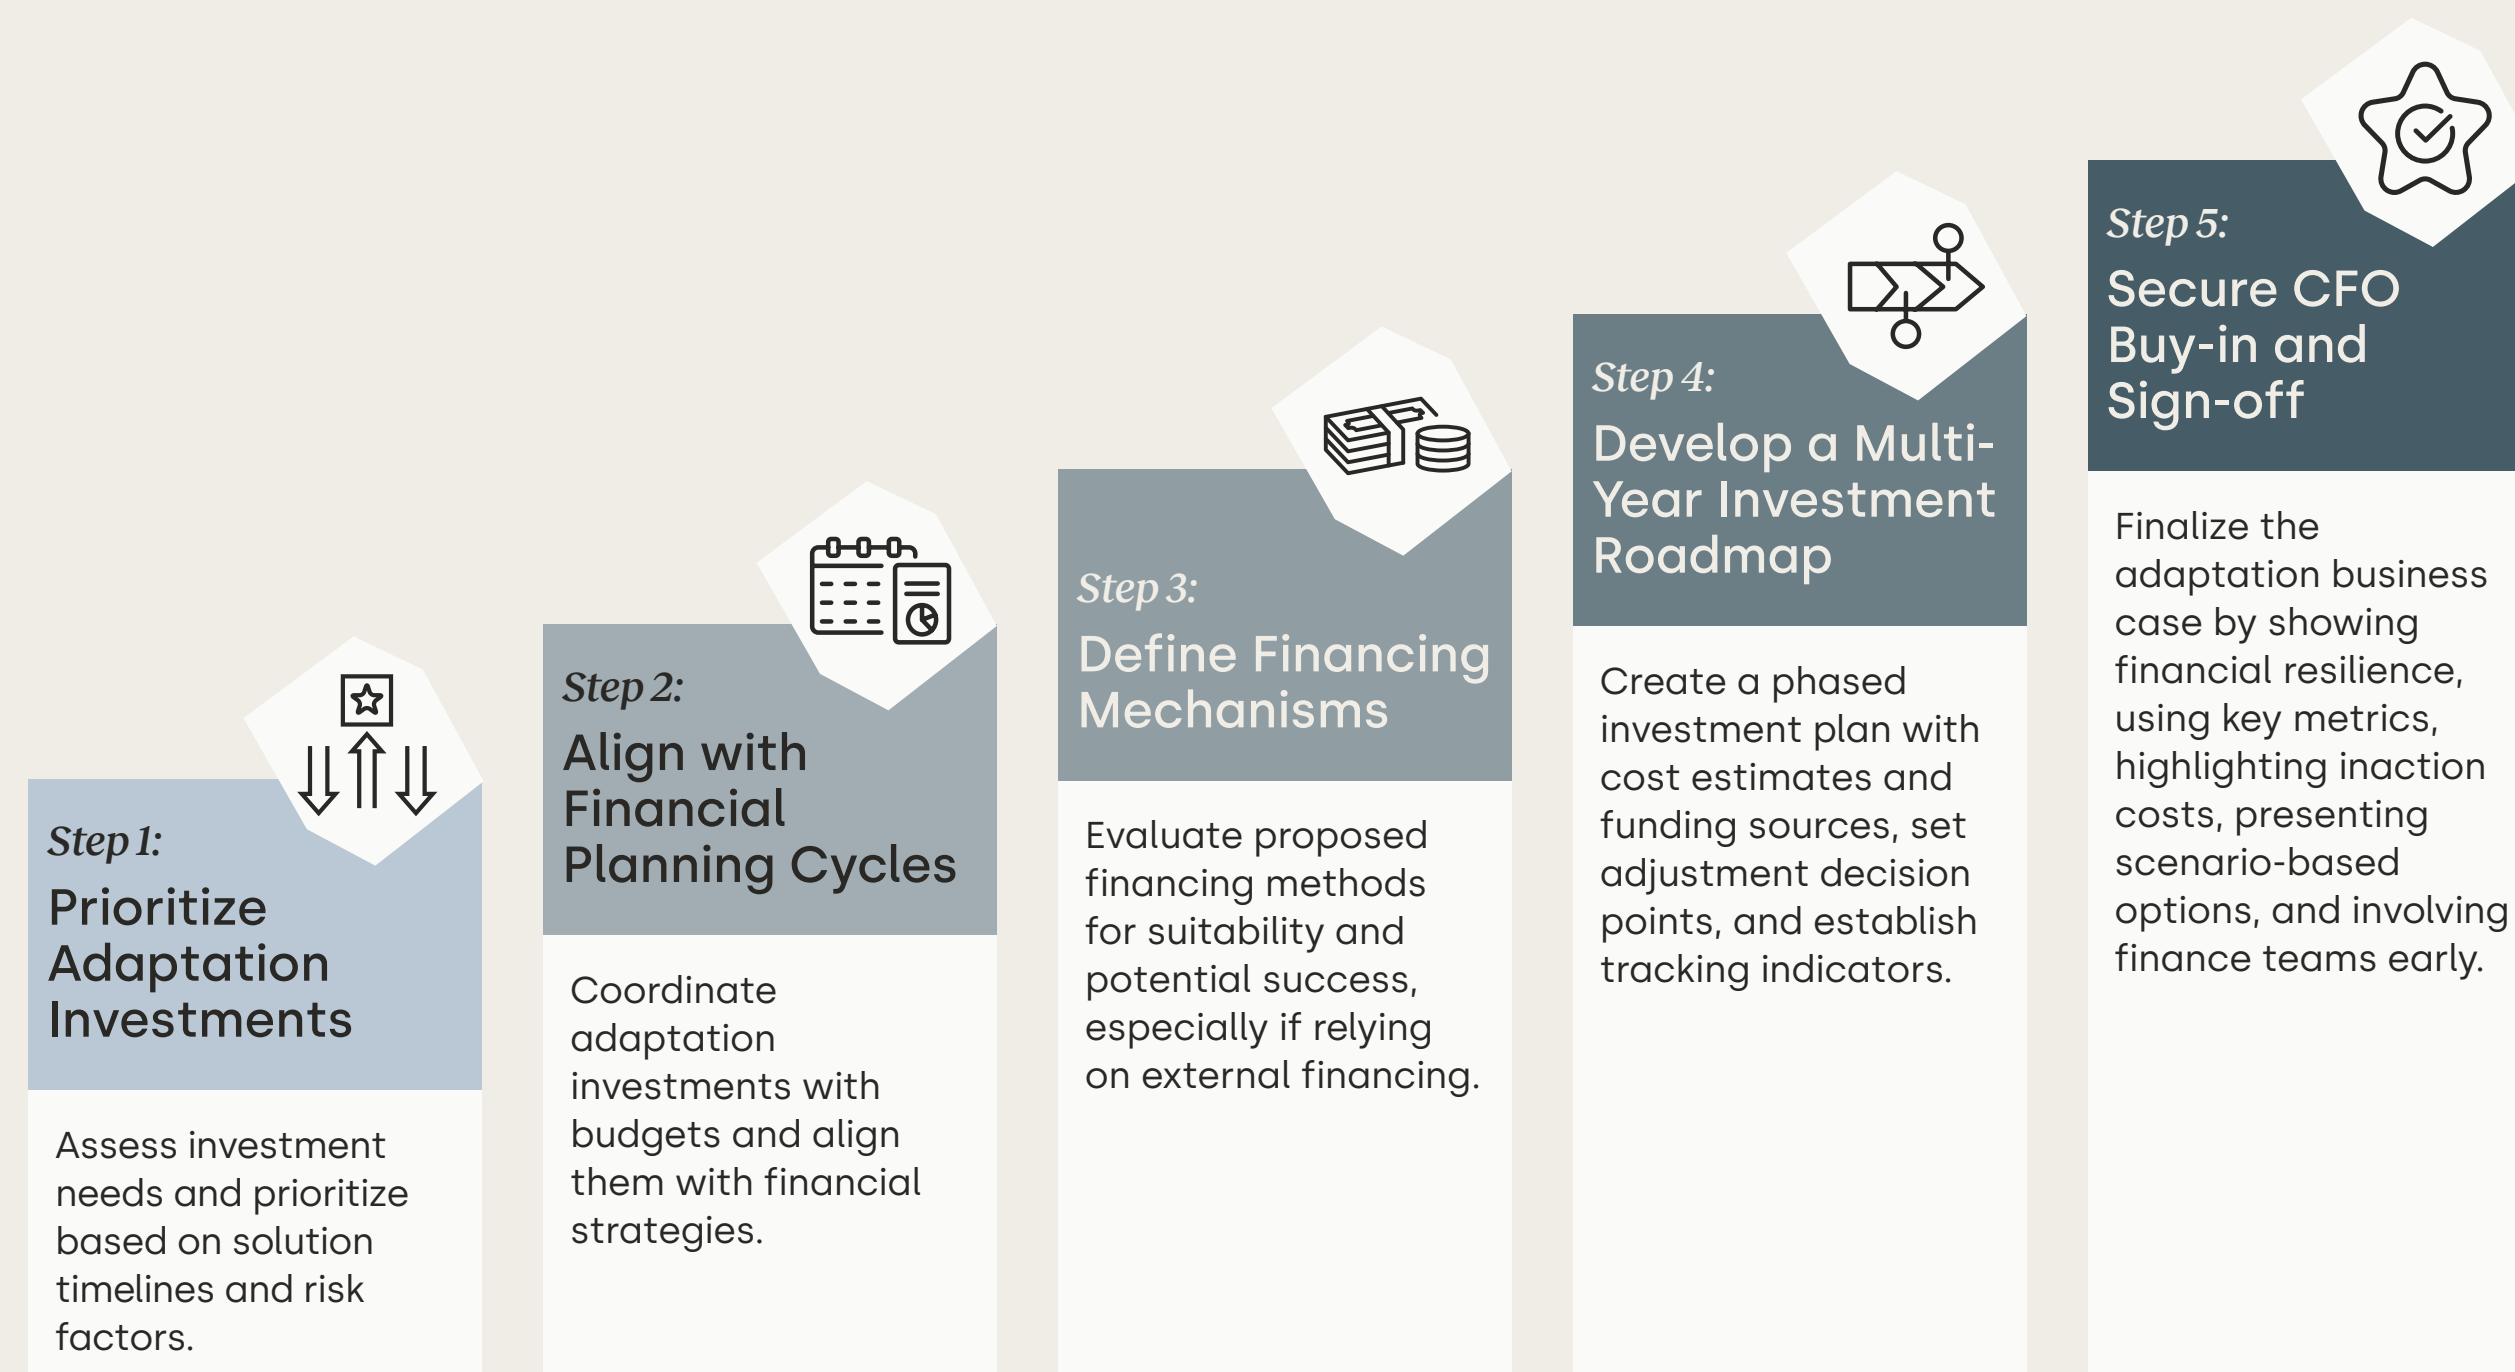 Step 1:
Prioritize
Adaptation
Investments
Assess investment
needs and prioritize
based on solution
timelines and risk
factors.
Step 2:
Align with
Financial
Planning Cycles
Coordinate
adaptation
investments with
budgets and align
them with financial
strategies.
Step 3:
Define Financing
Mechanisms
Evaluate proposed
financing methods
for suitability and
potential success,
especially if relying
on external financing.
Step 4:
Develop a Multi-
Year Investment
Roadmap
Create a phased
investment plan with
cost estimates and
funding sources, set
adjustment decision
points, and establish
tracking indicators.
Step 5:
Secure CFO
Buy-in and
Sign-off
Finalize the
adaptation business
case by showing
financial resilience,
using key metrics,
highlighting inaction
costs, presenting
scenario-based
options, and involving
finance teams early.